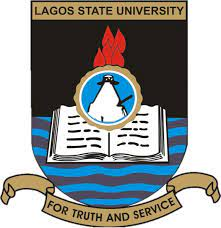 LAGOS STATE UNIVERSITY
FOR TRUTH AND SERVICE